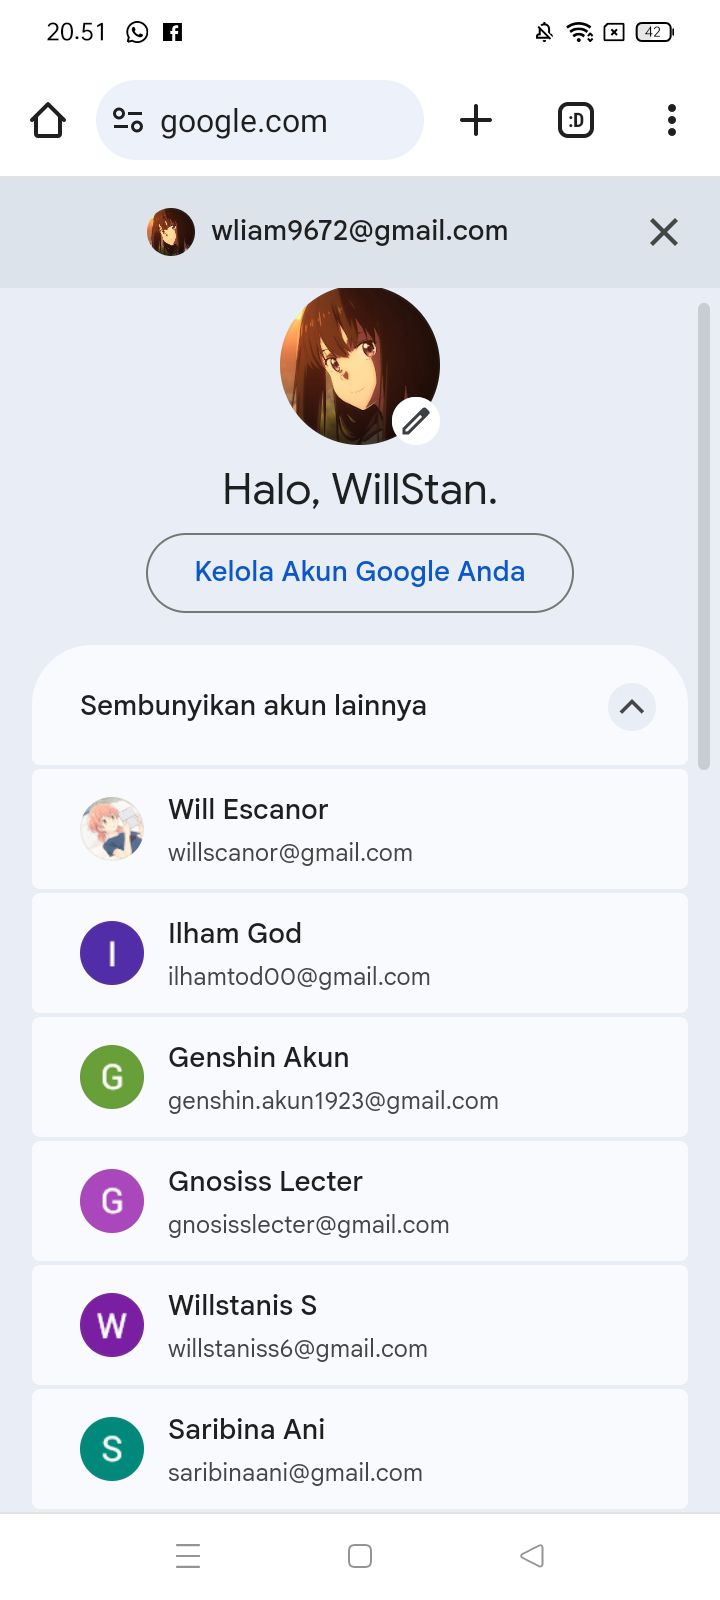 20.51
42
google.com
:D
wliam9672@gmail.com
Halo, WillStan.
Kelola Akun Google Anda
Sembunyikan akun lainnya
Will Escanor
willscanor@gmail.com
I
Ilham God
ilhamtod00@gmail.com
G
Genshin Akun
genshin.akun1923@gmail.com
G
Gnosiss Lecter
gnosisslecter@gmail.com
W
Willstanis S
willstaniss6@gmail.com
S
Saribina Ani
saribinaani@gmail.com